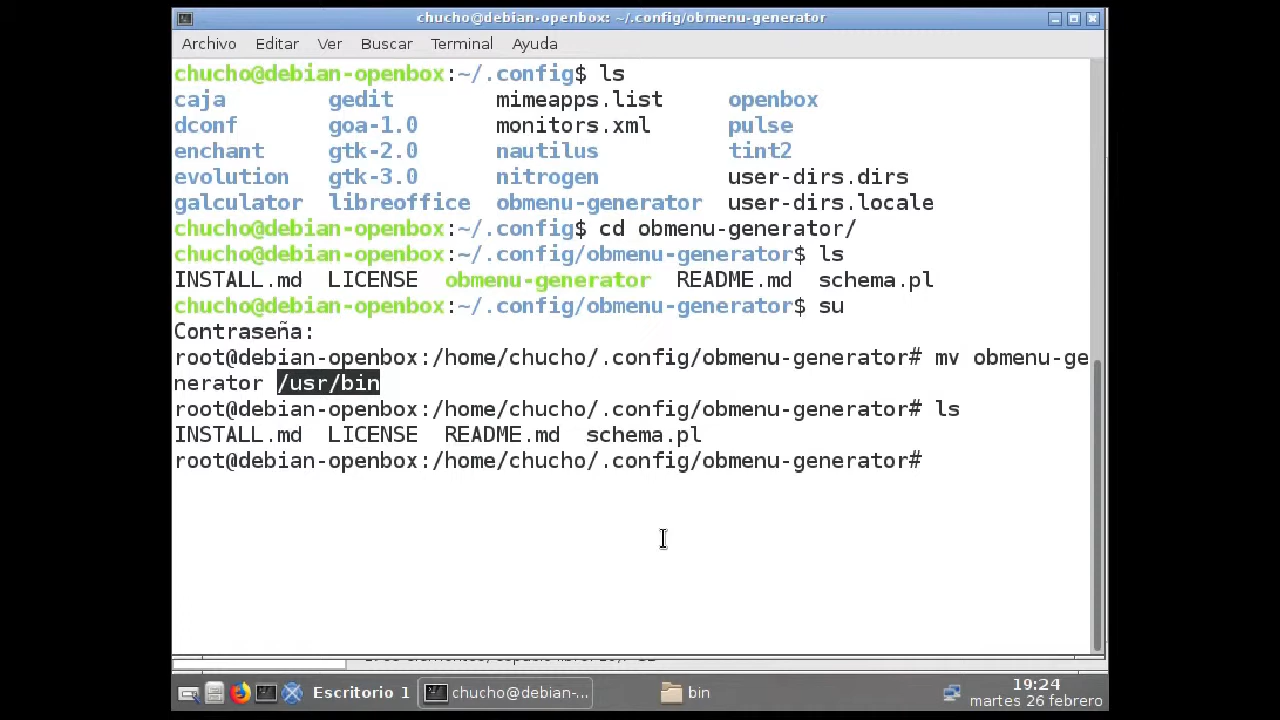 chucho@debian-openbox: ~/.config/obmenu-generator
Archivo Editar Ver Buscar Terminal Ayuda
chucho@debian-openbox:~/.config$ ls
caja gedit mimeapps.list openbox
dconf goa-1.0 monitors.xml pulse
enchant gtk-2.0 nautilus tint2
evolution gtk-3.0 nitrogen user-dirs.dirs
galculator libreoffice obmenu-generator user-dirs.locale
chucho@debian-openbox:~/.config$ cd obmenu-generator/
chucho@debian-openbox:~/.config/obmenu-generator$ ls
INSTALL.md LICENSE obmenu-generator README.md schema.pl
chucho@debian-openbox:~/.config/obmenu-generator$ su
Contraseña:
root@debian-openbox:/home/chucho/.config/obmenu-generator# mv obmenu-ge
nerator /usr/bin
root@debian-openbox:/home/chucho/.config/obmenu-generator# ls
INSTALL.md LICENSE README.md schema.pl
root@debian-openbox:/home/chucho/.config/obmenu-generator#
Escritorio 1 chucho@debian-... bin
19:24
martes 26 febrero